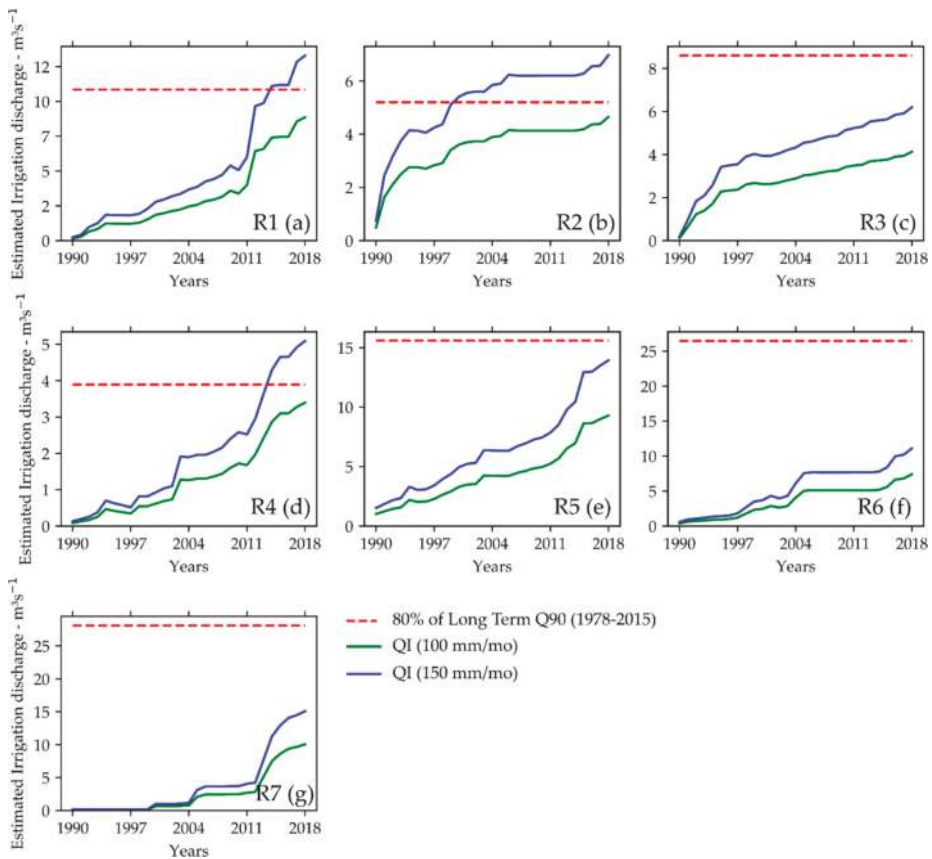 Estimated Irrigation discharge - m³s⁻¹
12
10
7
5
2
0
R1 (a)
1990 1997 2004 2011 2018
Years
6
4
2
0
R2 (b)
1990 1997 2004 2011 2018
Years
8
6
4
2
0
R3 (c)
1990 1997 2004 2011 2018
Years
Estimated Irrigation discharge - m³s⁻¹
5
4
3
2
1
0
R4 (d)
1990 1997 2004 2011 2018
Years
15
10
5
0
R5 (e)
1990 1997 2004 2011 2018
Years
25
20
15
10
5
0
R6 (f)
1990 1997 2004 2011 2018
Years
Estimated Irrigation discharge - m³s⁻¹
25
20
15
10
5
0
R7 (g)
1990 1997 2004 2011 2018
Years
80% of Long Term Q90 (1978-2015)
QI (100 mm/mo)
QI (150 mm/mo)